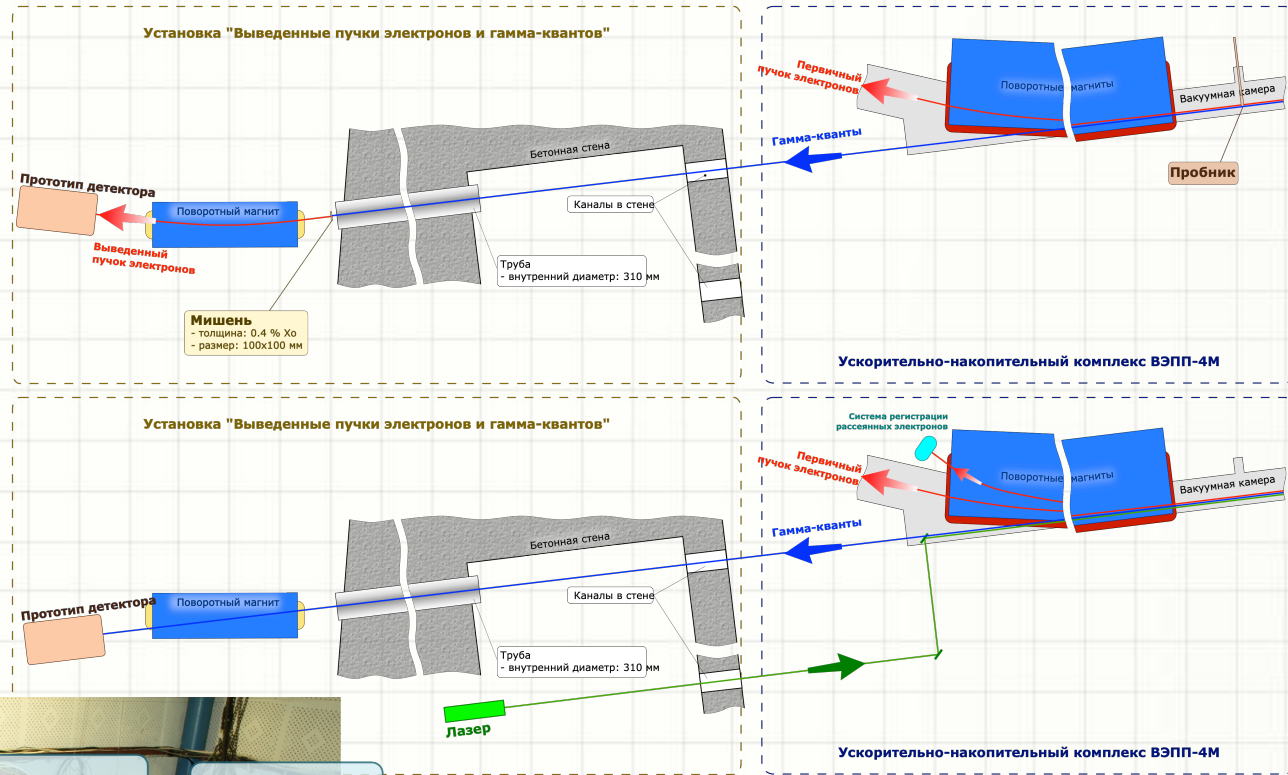 Установка "Выведенные пучки электронов и гамма-квантов"
Первичный
пучок электронов
Поворотные магниты
Вакуумная камера
Гамма-кванты
Бетонная стена
Пробник
Прототип детектора
Поворотный магнит
Каналы в стене
Выведенный
пучок электронов
Труба
- внутренний диаметр: 310 мм
Мишень
- толщина: 0.4 % Xo
- размер: 100x100 мм
Ускорительно-накопительный комплекс ВЭПП-4М
Установка "Выведенные пучки электронов и гамма-квантов"
Система регистрации
рассеянных электронов
Первичный
пучок электронов
Поворотные магниты
Вакуумная камера
Гамма-кванты
Бетонная стена
Прототип детектора
Поворотный магнит
Каналы в стене
Труба
- внутренний диаметр: 310 мм
Лазер
Ускорительно-накопительный комплекс ВЭПП-4М